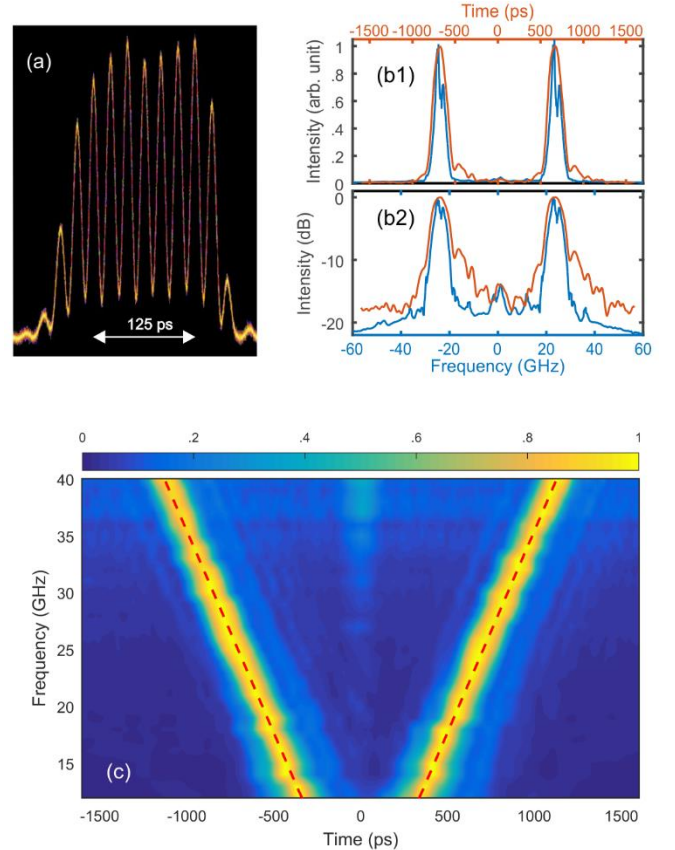 (a)
125 ps
Time (ps)
-1500 -1000 -500 0 500 1000 1500
Intensity (arb. unit)
1
.8
.6
.4
.2
0
(b1)
Intensity (dB)
0
-10
-20
(b2)
-60 -40 -20 0 20 40 60
Frequency (GHz)
0 .2 .4 .6 .8 1
Frequency (GHz)
40
35
30
25
20
15
(c)
-1500 -1000 -500 0 500 1000 1500
Time (ps)